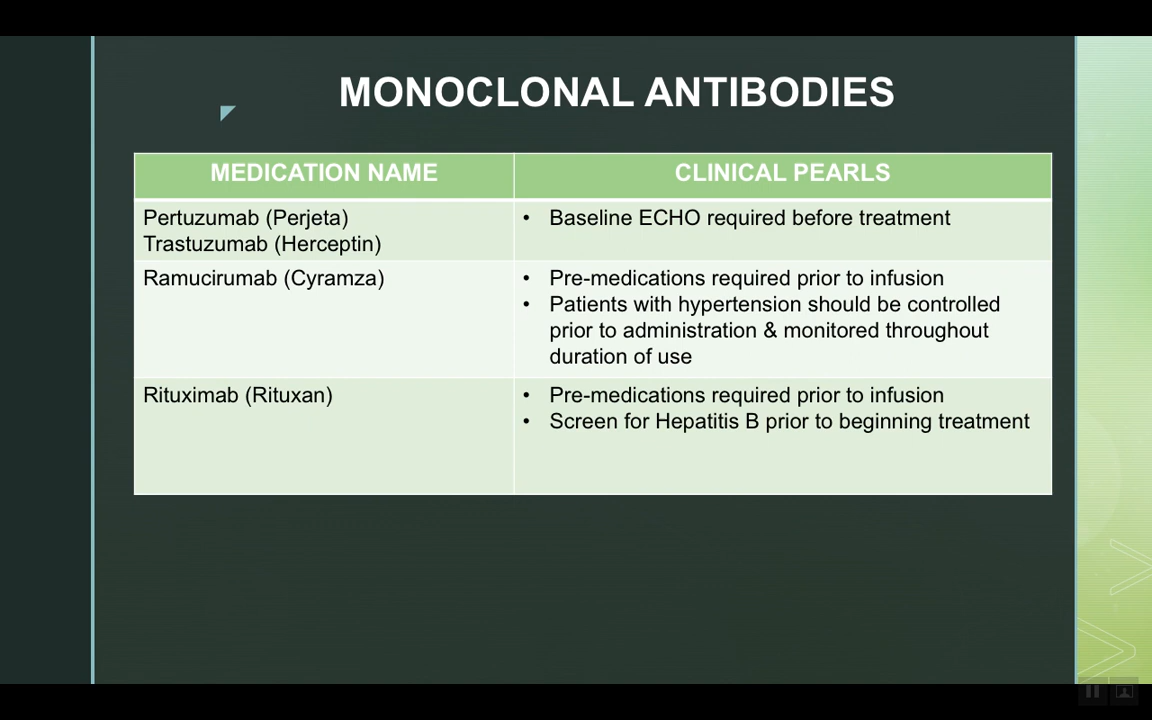 MONOCLONAL ANTIBODIES
MEDICATION NAME
CLINICAL PEARLS
Pertuzumab (Perjeta)
Trastuzumab (Herceptin)
• Baseline ECHO required before treatment
Ramucirumab (Cyramza)
• Pre-medications required prior to infusion
• Patients with hypertension should be controlled
prior to administration & monitored throughout
duration of use
Rituximab (Rituxan)
• Pre-medications required prior to infusion
• Screen for Hepatitis B prior to beginning treatment